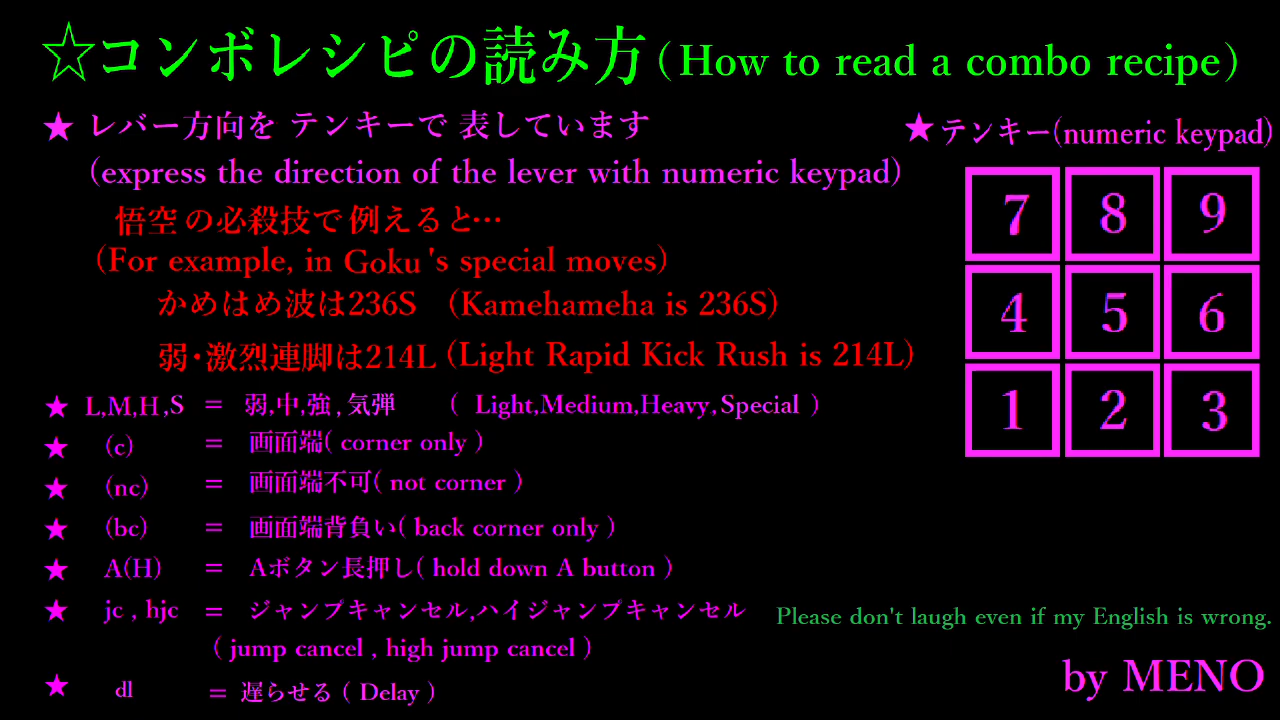 ☆コンボレシピの読み方(How to read a combo recipe)
★ レバー方向を テンキーで 表しています
(express the direction of the lever with numeric keypad)
悟空の必殺技で例えると…
(For example, in Goku 's special moves)
かめはめ波は236S (Kamehameha is 236S)
弱・激烈連脚は214L (Light Rapid Kick Rush is 214L)
★ L,M,H,S = 弱,中,強,気弾 ( Light,Medium,Heavy,Special )
★ (c) = 画面端( corner only )
★ (nc) = 画面端不可( not corner )
★ (bc) = 画面端背負い( back corner only )
★ A(H) = Aボタン長押し( hold down A button )
★ jc , hjc = ジャンプキャンセル,ハイジャンプキャンセル
( jump cancel , high jump cancel )
★ dl = 遅らせる ( Delay )
★テンキー(numeric keypad)
7 8 9
4 5 6
1 2 3
Please don't laugh even if my English is wrong.
by MENO